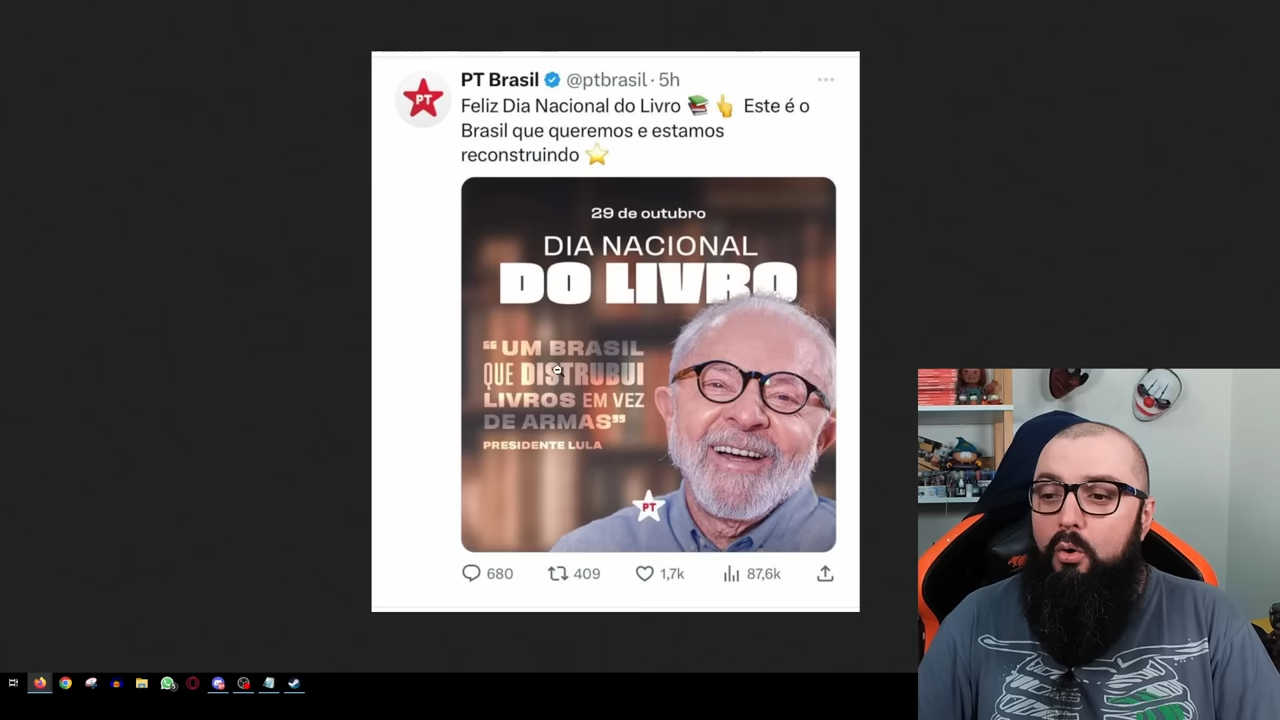 PT Brasil @ptbrasil · 5h
Feliz Dia Nacional do Livro 📚 👆 Este é o
Brasil que queremos e estamos
reconstruindo ⭐
29 de outubro
DIA NACIONAL
DO LIVRO
“UM BRASIL
QUE DISTRUBUI
LIVROS EM VEZ
DE ARMAS”
PRESIDENTE LULA
PT
680 409 1,7k 87,6k
PT